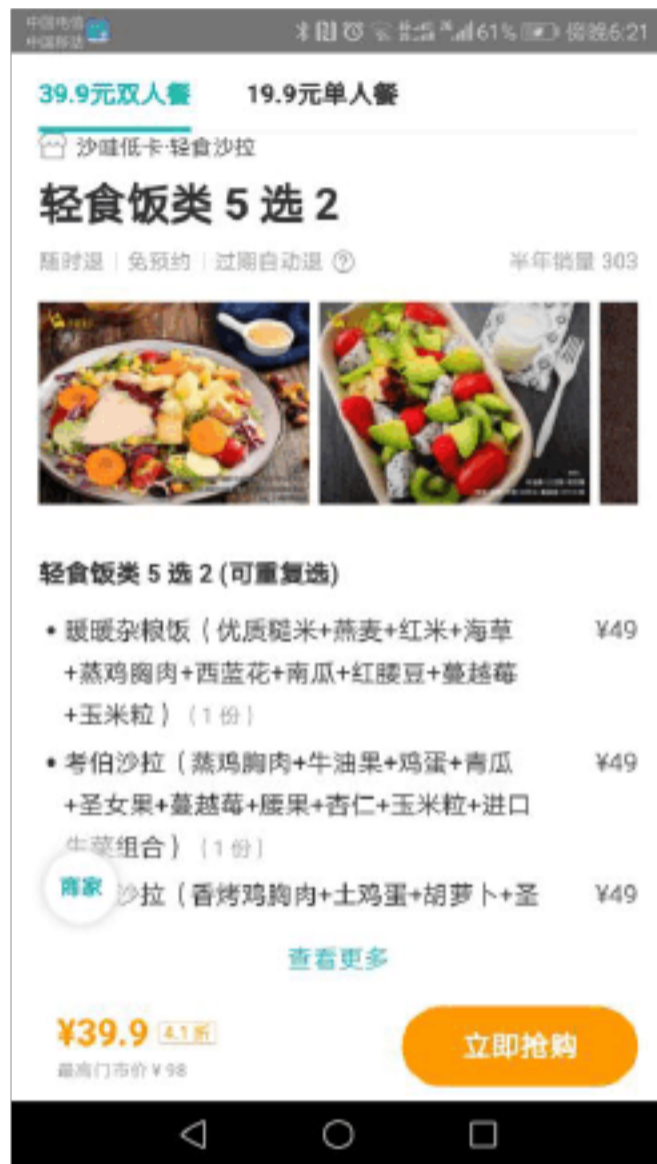 中国电信
中国移动
61%
傍晚6:21
39.9元双人餐
19.9元单人餐
沙哇低卡·轻食沙拉
轻食饭类 5 选 2
随时退 | 免预约 | 过期自动退 ?
半年销量 303
轻食饭类 5 选 2 (可重复选)
• 暖暖杂粮饭（优质糙米+燕麦+红米+海草 ¥49
+蒸鸡胸肉+西蓝花+南瓜+红腰豆+蔓越莓
+玉米粒）（1 份）
• 考伯沙拉（蒸鸡胸肉+牛油果+鸡蛋+青瓜 ¥49
+圣女果+蔓越莓+腰果+杏仁+玉米粒+进口
生菜组合）（1 份）
商家
沙拉（香烤鸡胸肉+土鸡蛋+胡萝卜+圣 ¥49
查看更多
¥39.9 4.1 折
最高门市价 ¥ 98
立即抢购